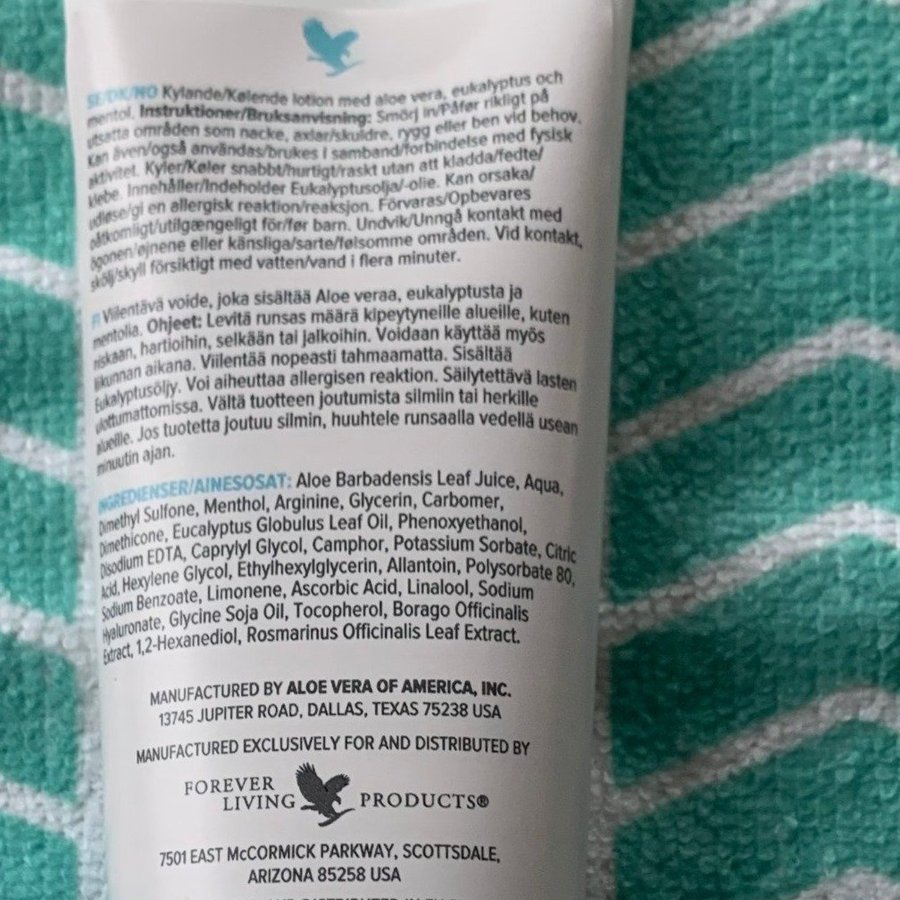 SE/DK/NO Kylande/Kølende lotion med aloe vera, eukalyptus och
mentol. Instruktioner/Bruksanvisning: Smörj in/Påfør rikligt på
utsatta områden som nacke, axlar/skuldre, rygg eller ben vid behov.
Kan även/også användas/brukes i samband/forbindelse med fysisk
aktivitet. Kyler/Køler snabbt/hurtigt/raskt utan att kladda/fedte/
klebe. Innehåller/Indeholder Eukalyptusolja/-olie. Kan orsaka/
udløse/gi en allergisk reaktion/reaksjon. Förvaras/Opbevares
oåtkomligt/utilgængeligt för/før barn. Undvik/Unngå kontakt med
ögonen/øjnene eller känsliga/sarte/følsomme områden. Vid kontakt,
skölj/skyll försiktigt med vatten/vand i flera minuter.
FI Viilentävä voide, joka sisältää Aloe veraa, eukalyptusta ja
mentolia. Ohjeet: Levitä runsas määrä kipeytyneille alueille, kuten
niskaan, hartioihin, selkään tai jalkoihin. Voidaan käyttää myös
liikunnan aikana. Viilentää nopeasti tahmaamatta. Sisältää
Eukalyptusöljy. Voi aiheuttaa allergisen reaktion. Säilytettävä lasten
ulottumattomissa. Vältä tuotteen joutumista silmiin tai herkille
alueille. Jos tuotetta joutuu silmiin, huuhtele runsaalla vedellä usean
minuutin ajan.
INGREDIENSER/AINESOSAT: Aloe Barbadensis Leaf Juice, Aqua,
Dimethyl Sulfone, Menthol, Arginine, Glycerin, Carbomer,
Dimethicone, Eucalyptus Globulus Leaf Oil, Phenoxyethanol,
Disodium EDTA, Caprylyl Glycol, Camphor, Potassium Sorbate, Citric
Acid, Hexylene Glycol, Ethylhexylglycerin, Allantoin, Polysorbate 80,
Sodium Benzoate, Limonene, Ascorbic Acid, Linalool, Sodium
Hyaluronate, Glycine Soja Oil, Tocopherol, Borago Officinalis
Extract, 1,2-Hexanediol, Rosmarinus Officinalis Leaf Extract.
MANUFACTURED BY ALOE VERA OF AMERICA, INC.
13745 JUPITER ROAD, DALLAS, TEXAS 75238 USA
MANUFACTURED EXCLUSIVELY FOR AND DISTRIBUTED BY
FOREVER
LIVING PRODUCTS®
7501 EAST McCORMICK PARKWAY, SCOTTSDALE,
ARIZONA 85258 USA